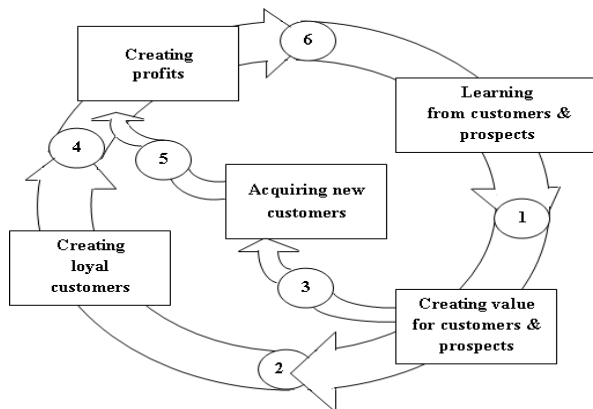 6
Creating
profits
Learning
from customers &
prospects
4
5
Acquiring new
customers
1
Creating
loyal
customers
3
Creating value
for customers &
prospects
2